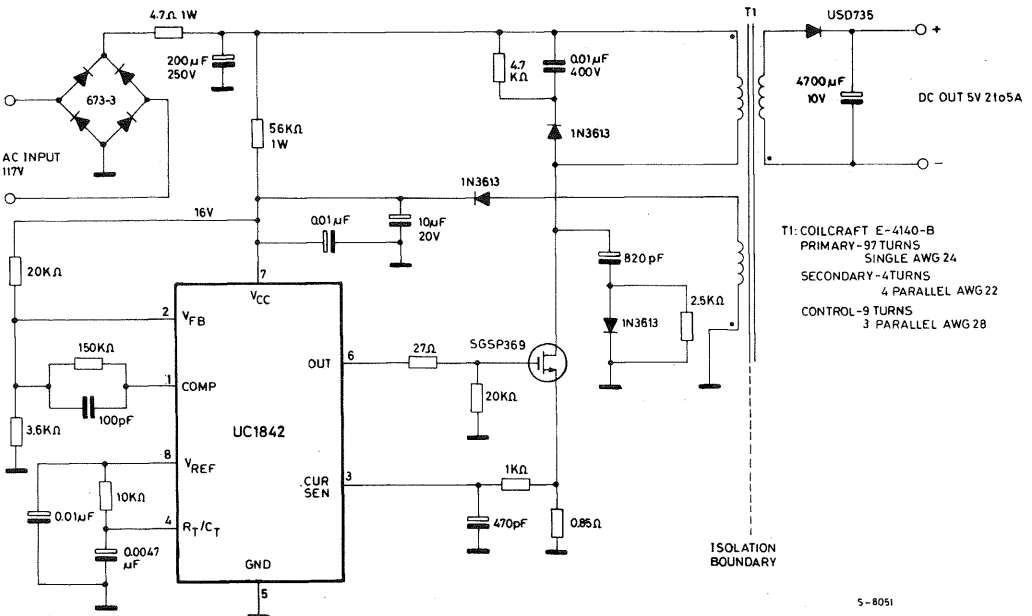 4.7Ω 1W
T1
USD735
+
200µF
250V
4.7
KΩ
0.01µF
400V
4700µF
10V
DC OUT 5V 2to5A
673-3
1N3613
56KΩ
1W
AC INPUT
117V
-
1N3613
16V
0.01µF
10µF
20V
820pF
T1: COILCRAFT E-4140-B
PRIMARY-97 TURNS
SINGLE AWG 24
SECONDARY-4TURNS
4 PARALLEL AWG 22
CONTROL-9 TURNS
3 PARALLEL AWG 28
20KΩ
7
VCC
2
VFB
1N3613
2.5KΩ
SGSP369
150KΩ
OUT
6
27Ω
1
COMP
100pF
20KΩ
3.6KΩ
UC1842
8
VREF
CUR
SEN
3
1KΩ
10KΩ
0.01µF
4
RT/CT
470pF
0.85Ω
0.0047
µF
GND
5
ISOLATION
BOUNDARY
S-8051